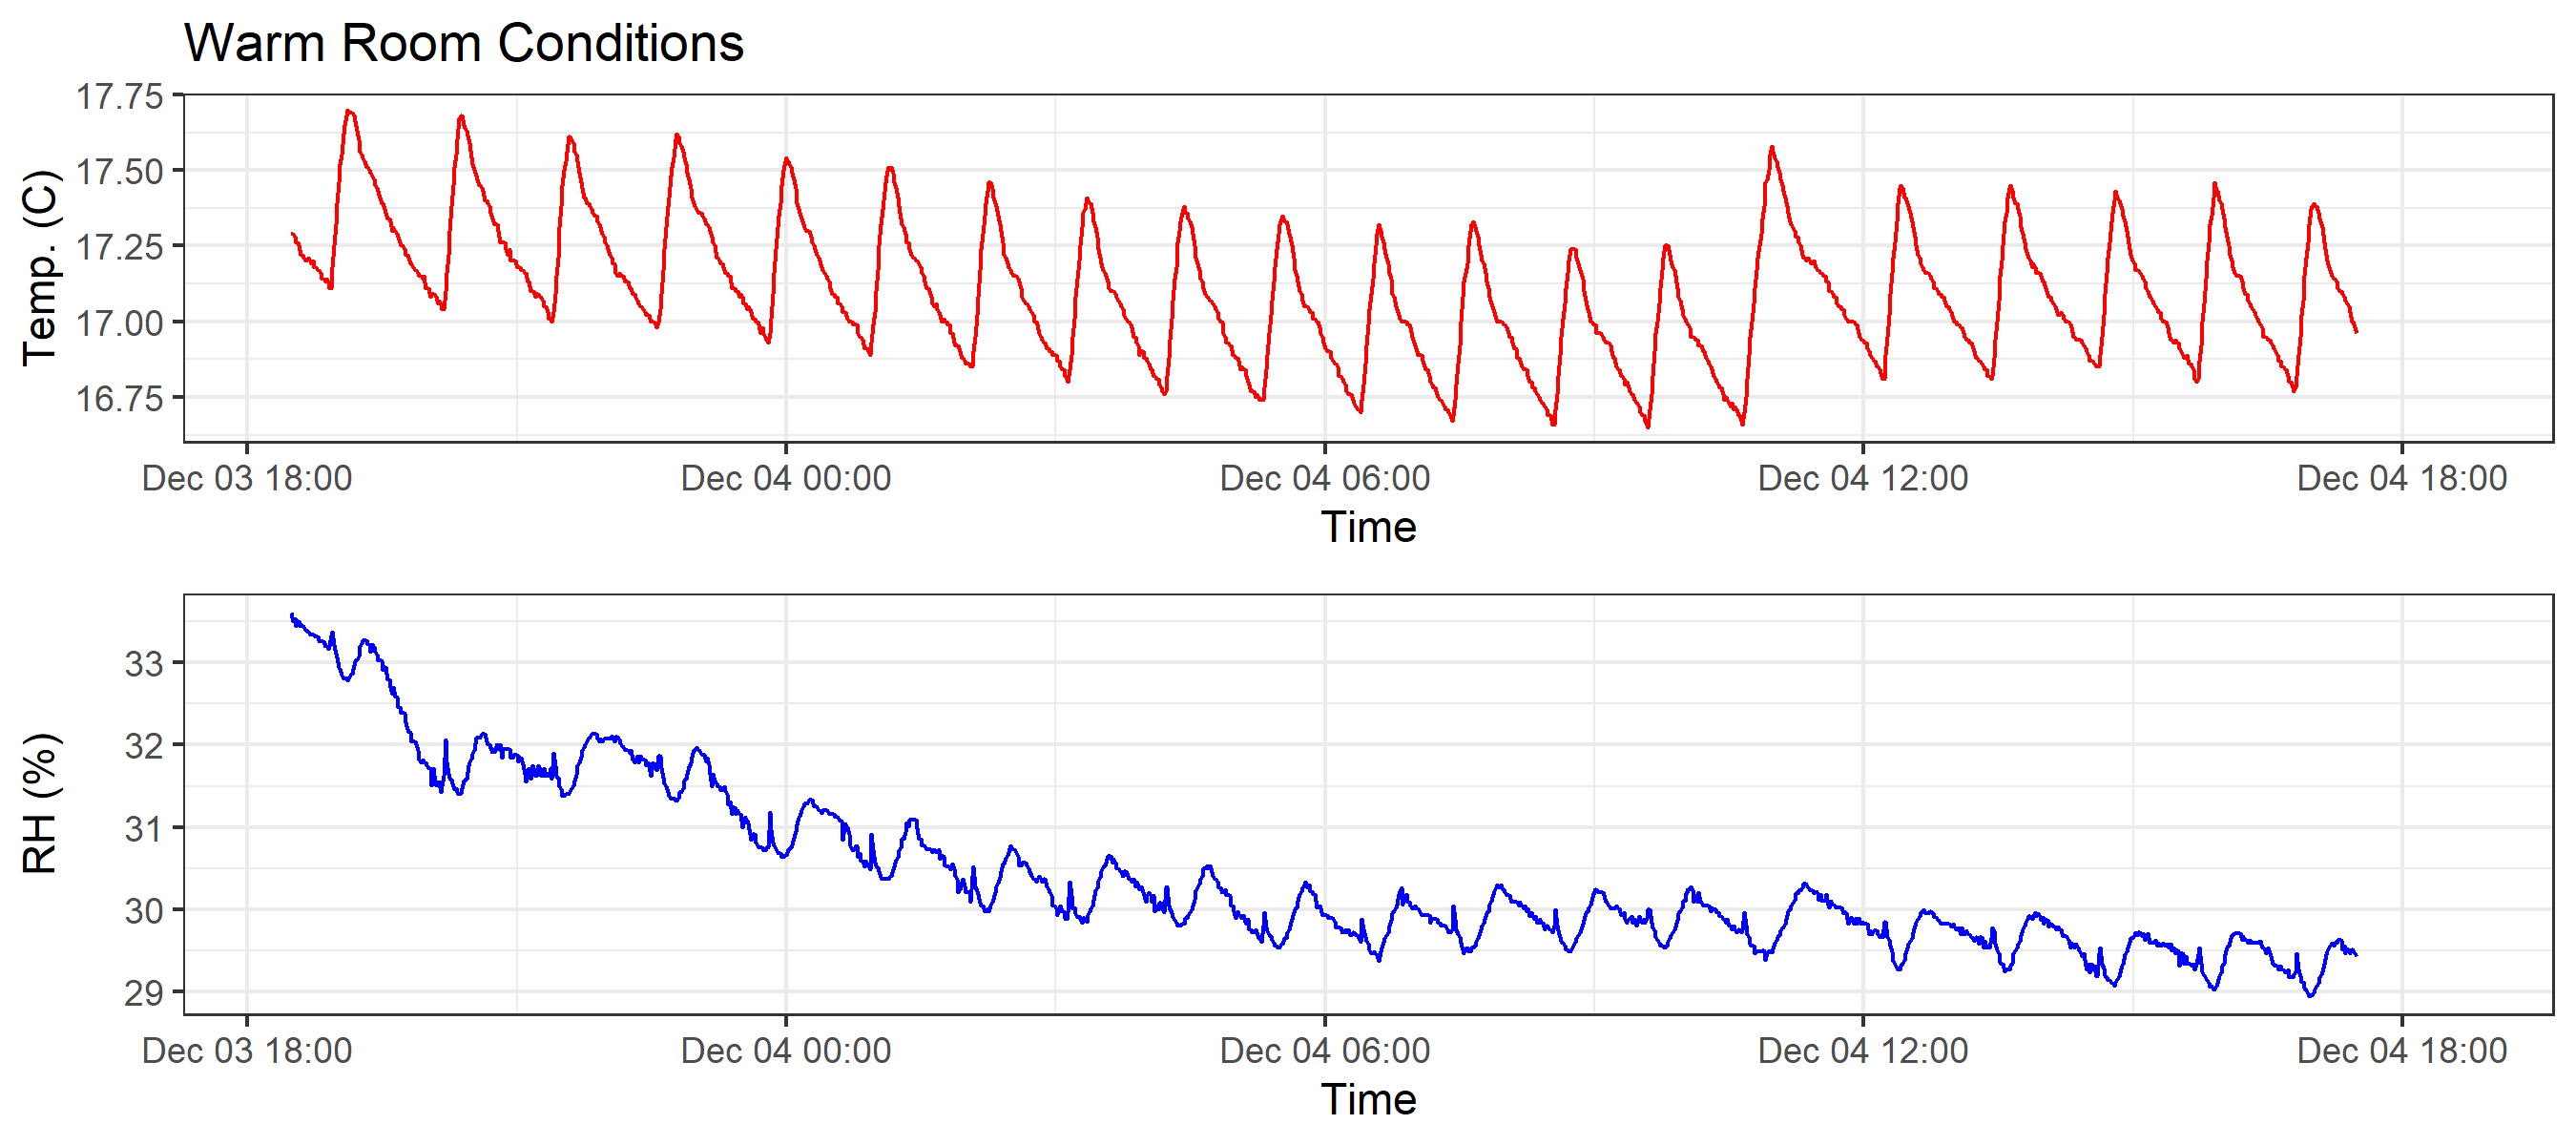 Warm Room Conditions
Temp. (C)
17.75
17.50
17.25
17.00
16.75
Dec 03 18:00 Dec 04 00:00 Dec 04 06:00 Dec 04 12:00 Dec 04 18:00
Time
RH (%)
33
32
31
30
29
Dec 03 18:00 Dec 04 00:00 Dec 04 06:00 Dec 04 12:00 Dec 04 18:00
Time